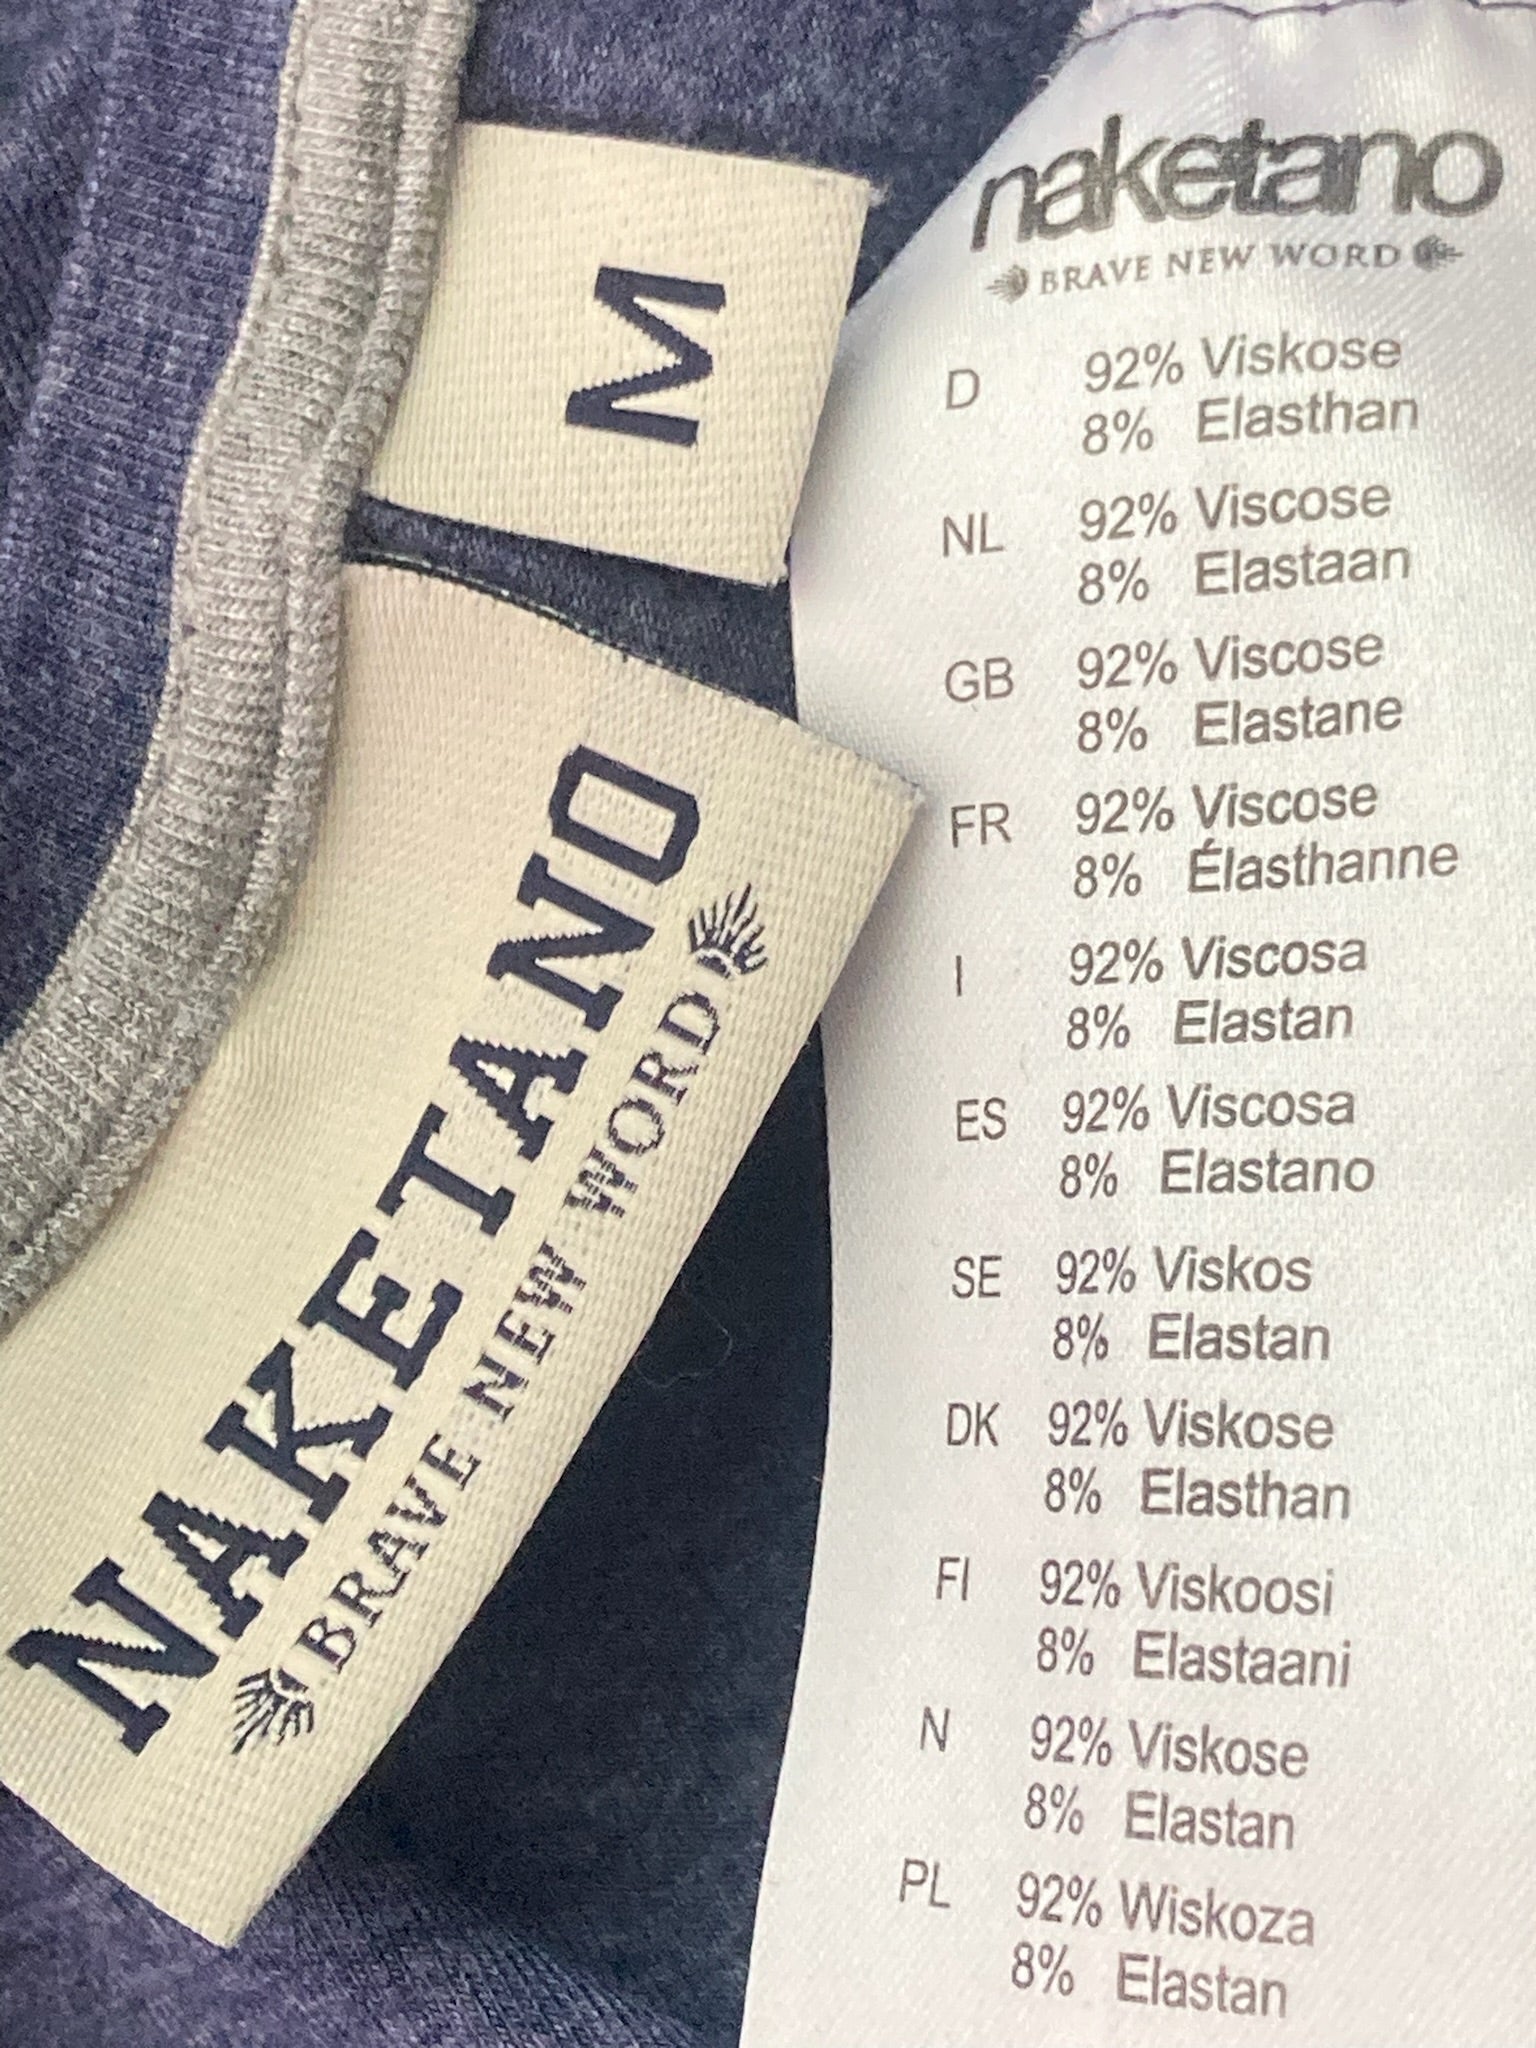 M
NAKETANO
BRAVE NEW WORD
naketano
BRAVE NEW WORD
D 92% Viskose
8% Elasthan
NL 92% Viscose
8% Elastaan
GB 92% Viscose
8% Elastane
FR 92% Viscose
8% Élasthanne
I 92% Viscosa
8% Elastan
ES 92% Viscosa
8% Elastano
SE 92% Viskos
8% Elastan
DK 92% Viskose
8% Elasthan
FI 92% Viskoosi
8% Elastaani
N 92% Viskose
8% Elastan
PL 92% Wiskoza
8% Elastan